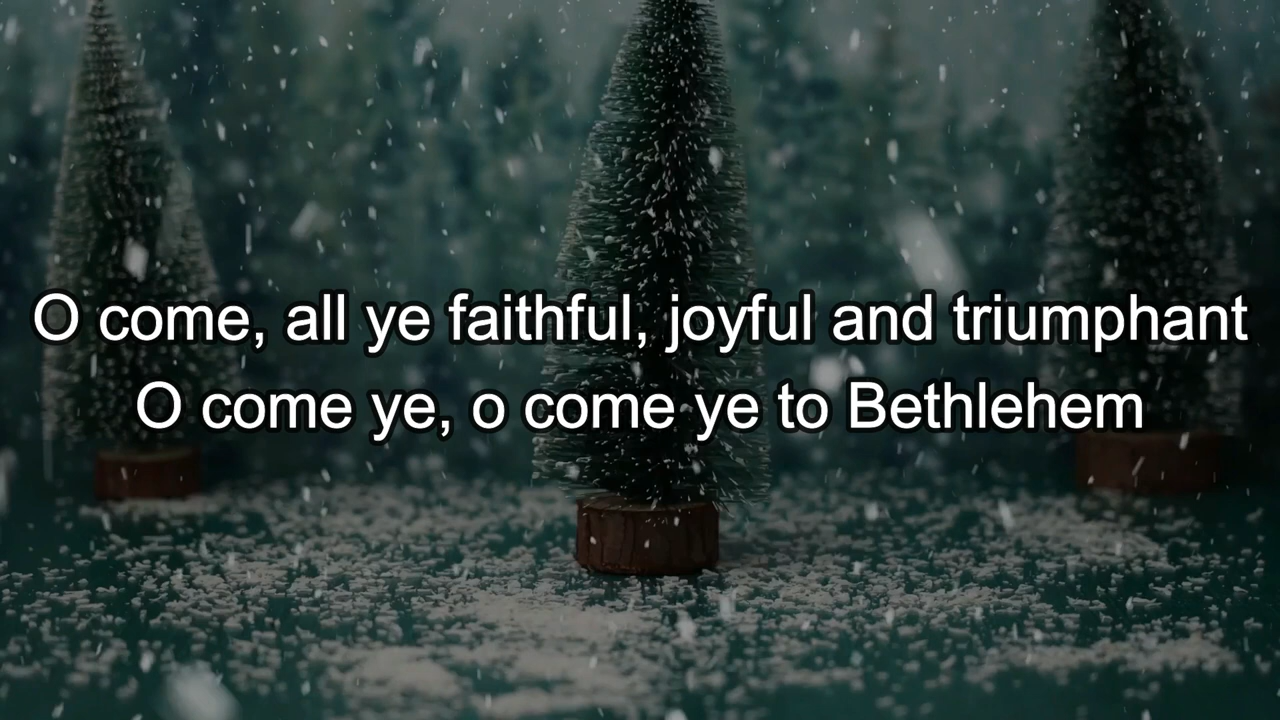 O come, all ye faithful, joyful and triumphant
O come ye, o come ye to Bethlehem